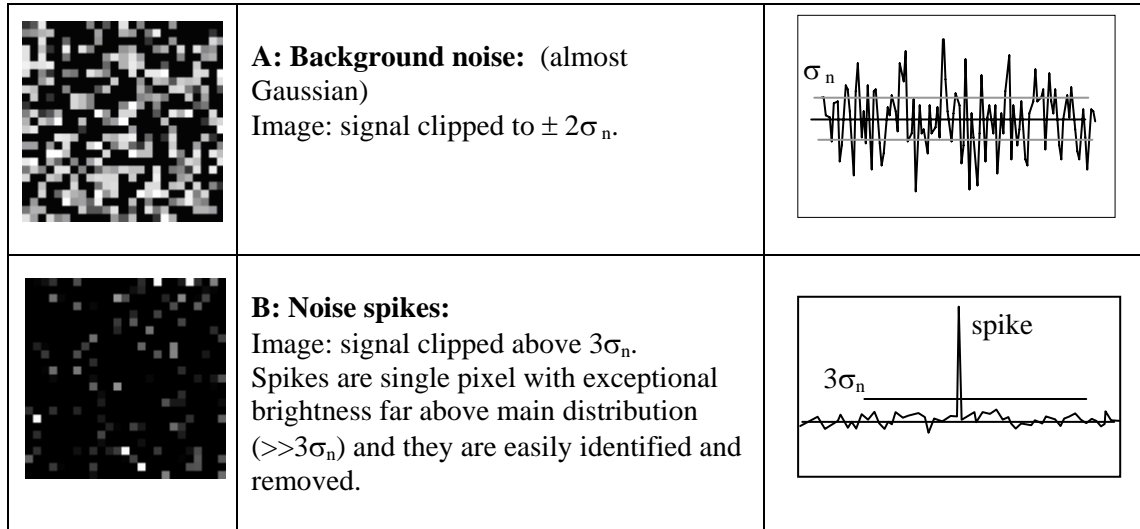 A: Background noise: (almost
Gaussian)
Image: signal clipped to ± 2σn.
σn
B: Noise spikes:
Image: signal clipped above 3σn.
Spikes are single pixel with exceptional
brightness far above main distribution
(>>3σn) and they are easily identified and
removed.
spike
3σn